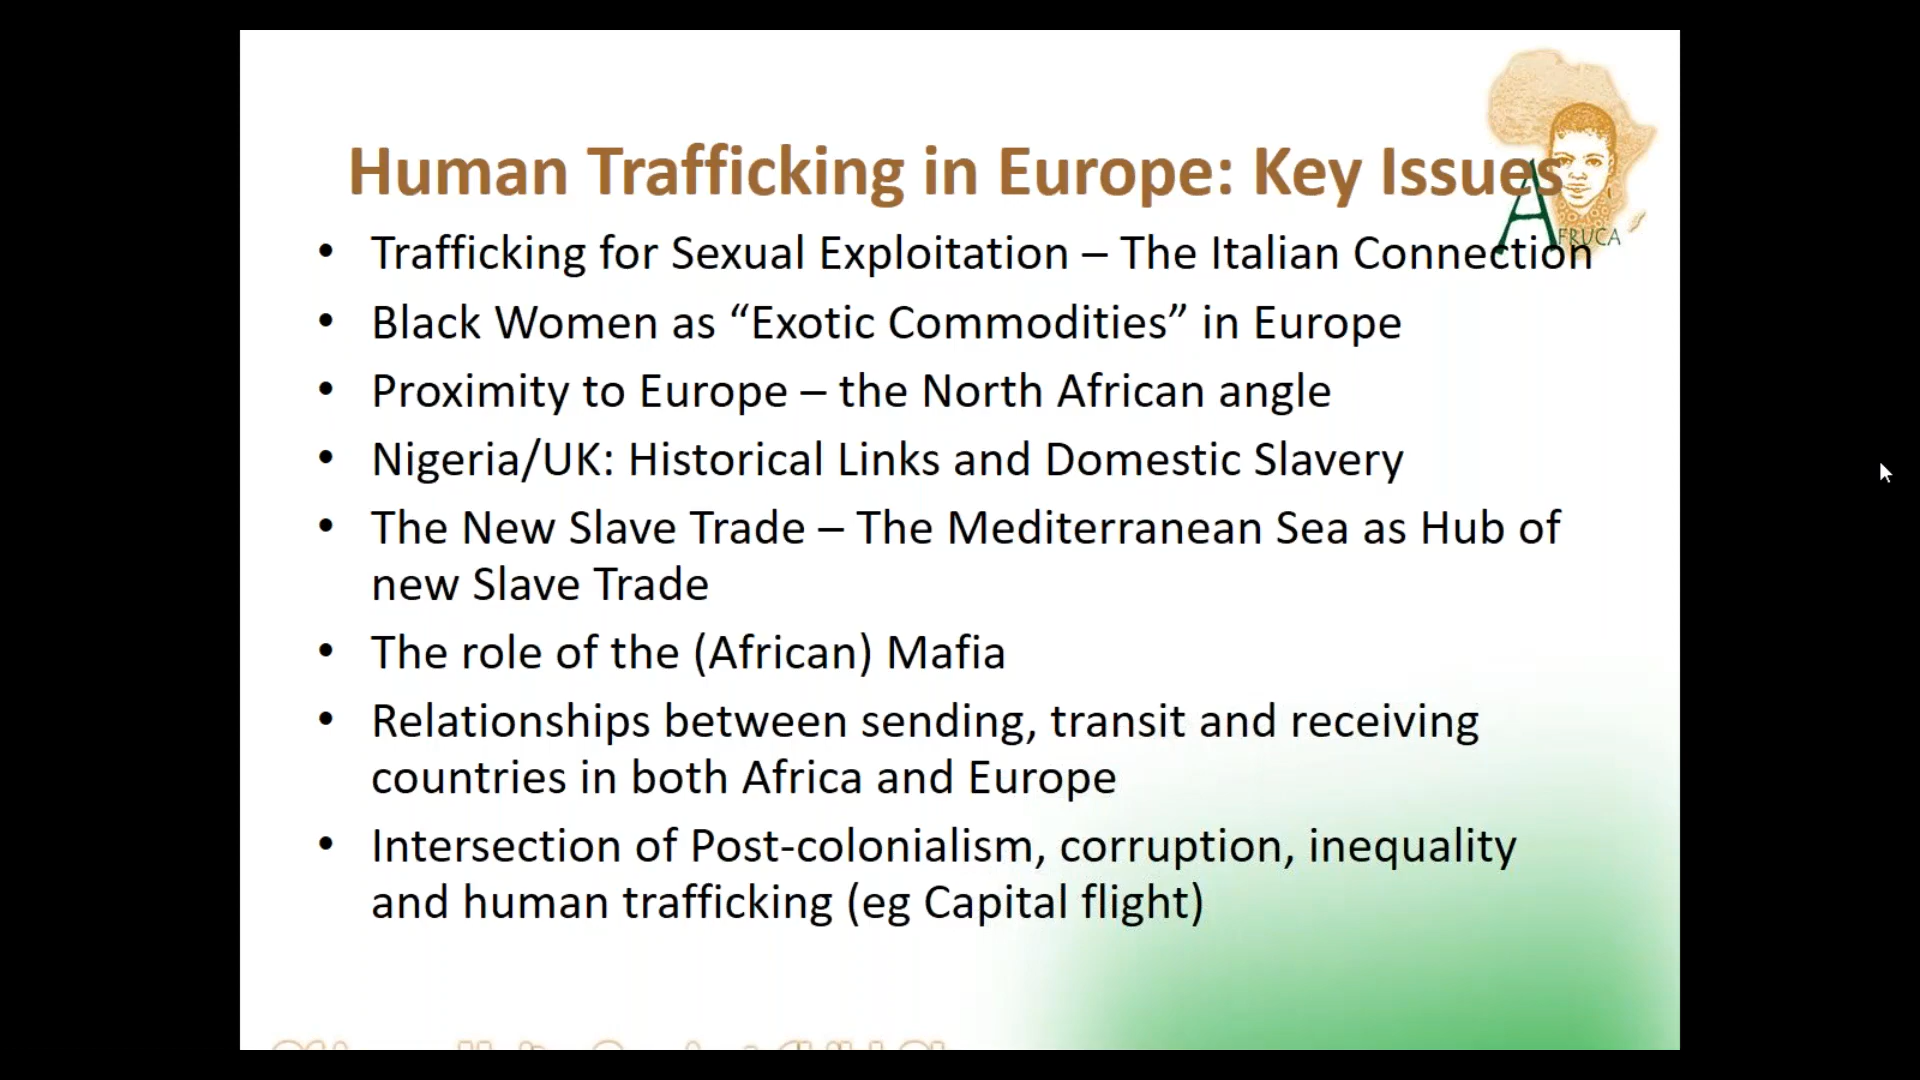 Human Trafficking in Europe: Key Issues
AFRUCA
• Trafficking for Sexual Exploitation – The Italian Connection
• Black Women as “Exotic Commodities” in Europe
• Proximity to Europe – the North African angle
• Nigeria/UK: Historical Links and Domestic Slavery
• The New Slave Trade – The Mediterranean Sea as Hub of
new Slave Trade
• The role of the (African) Mafia
• Relationships between sending, transit and receiving
countries in both Africa and Europe
• Intersection of Post-colonialism, corruption, inequality
and human trafficking (eg Capital flight)